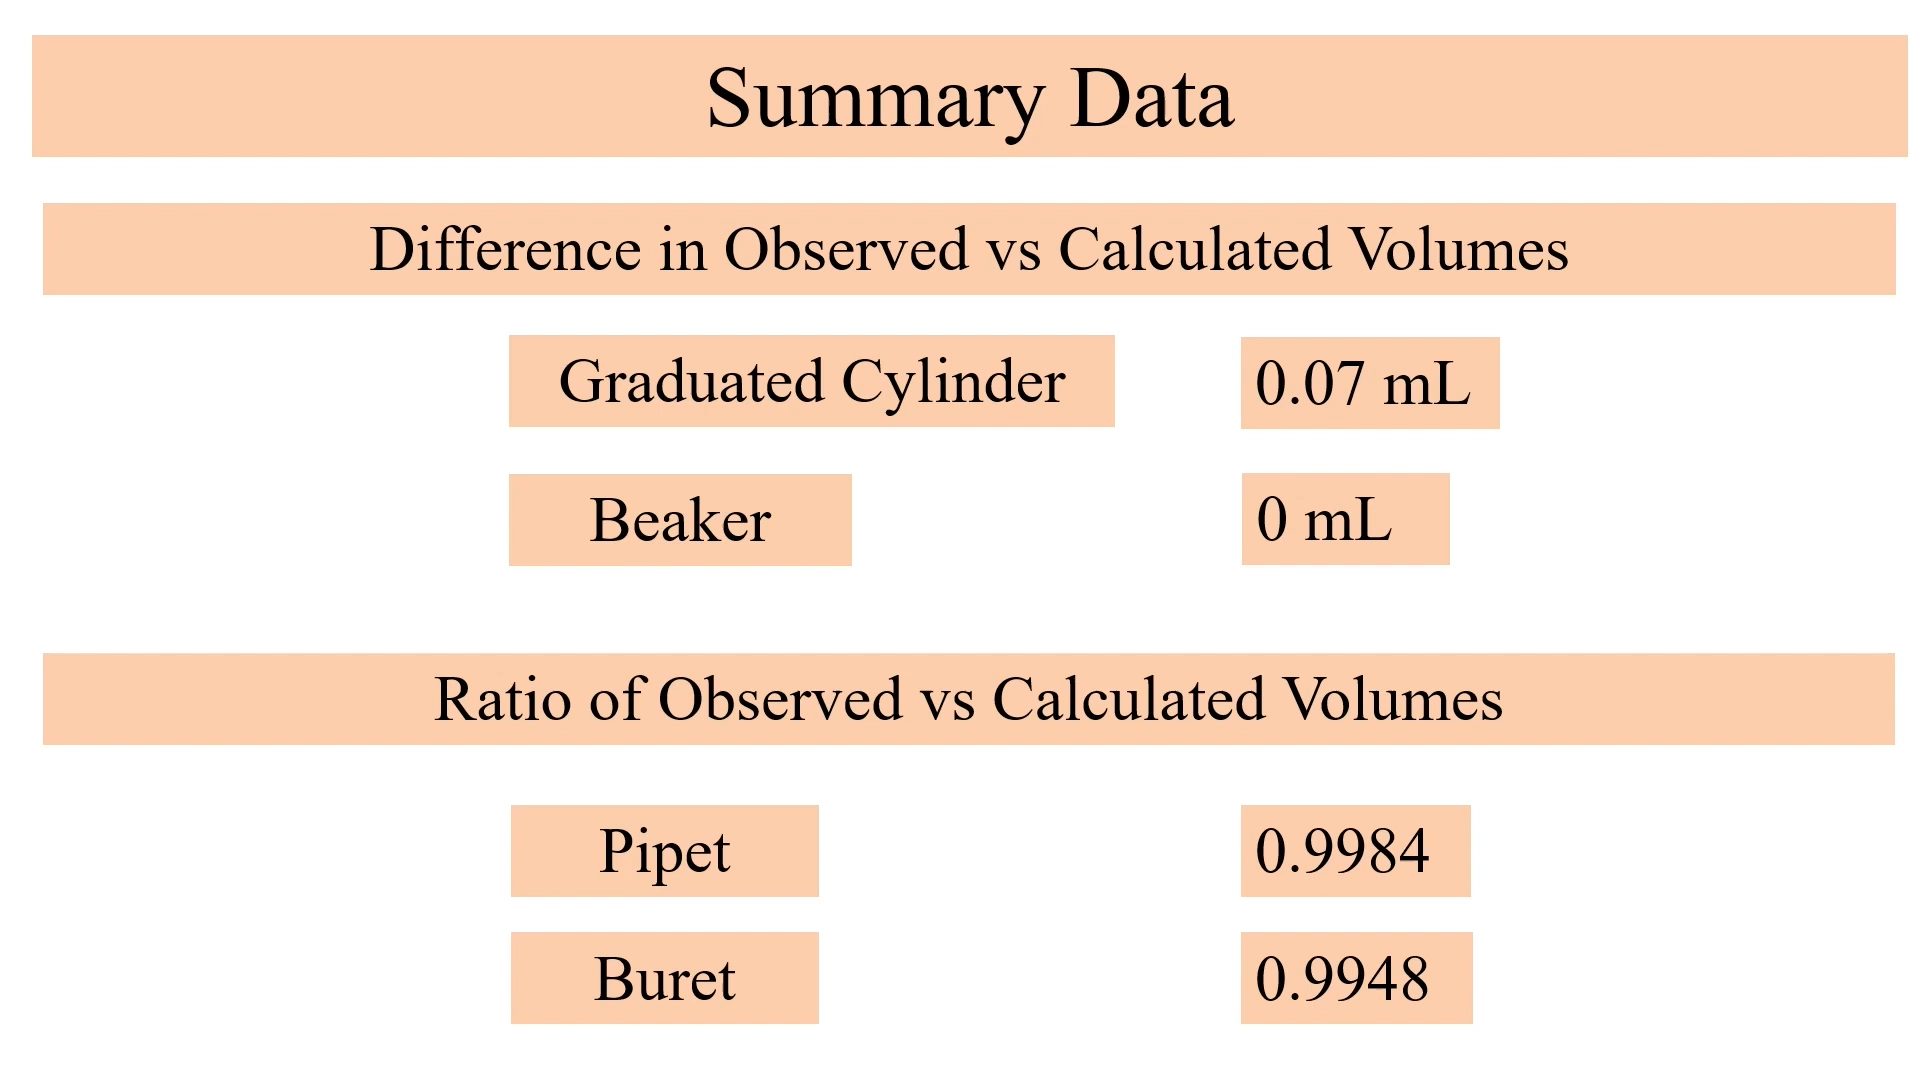 Summary Data
Difference in Observed vs Calculated Volumes
Graduated Cylinder 0.07 mL
Beaker 0 mL
Ratio of Observed vs Calculated Volumes
Pipet 0.9984
Buret 0.9948